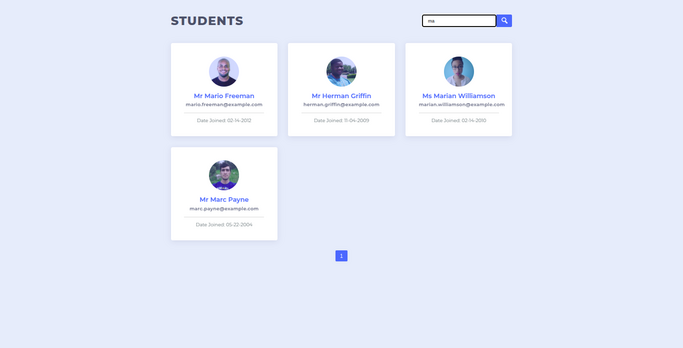 STUDENTS
ma
Mr Mario Freeman
mario.freeman@example.com
Date Joined: 02-14-2012
Mr Herman Griffin
herman.griffin@example.com
Date Joined: 11-04-2000
Ms Marian Williamson
marian.williamson@example.com
Date Joined: 02-14-2010
Mr Marc Payne
marc.payne@example.com
Date Joined: 05-22-2004
1